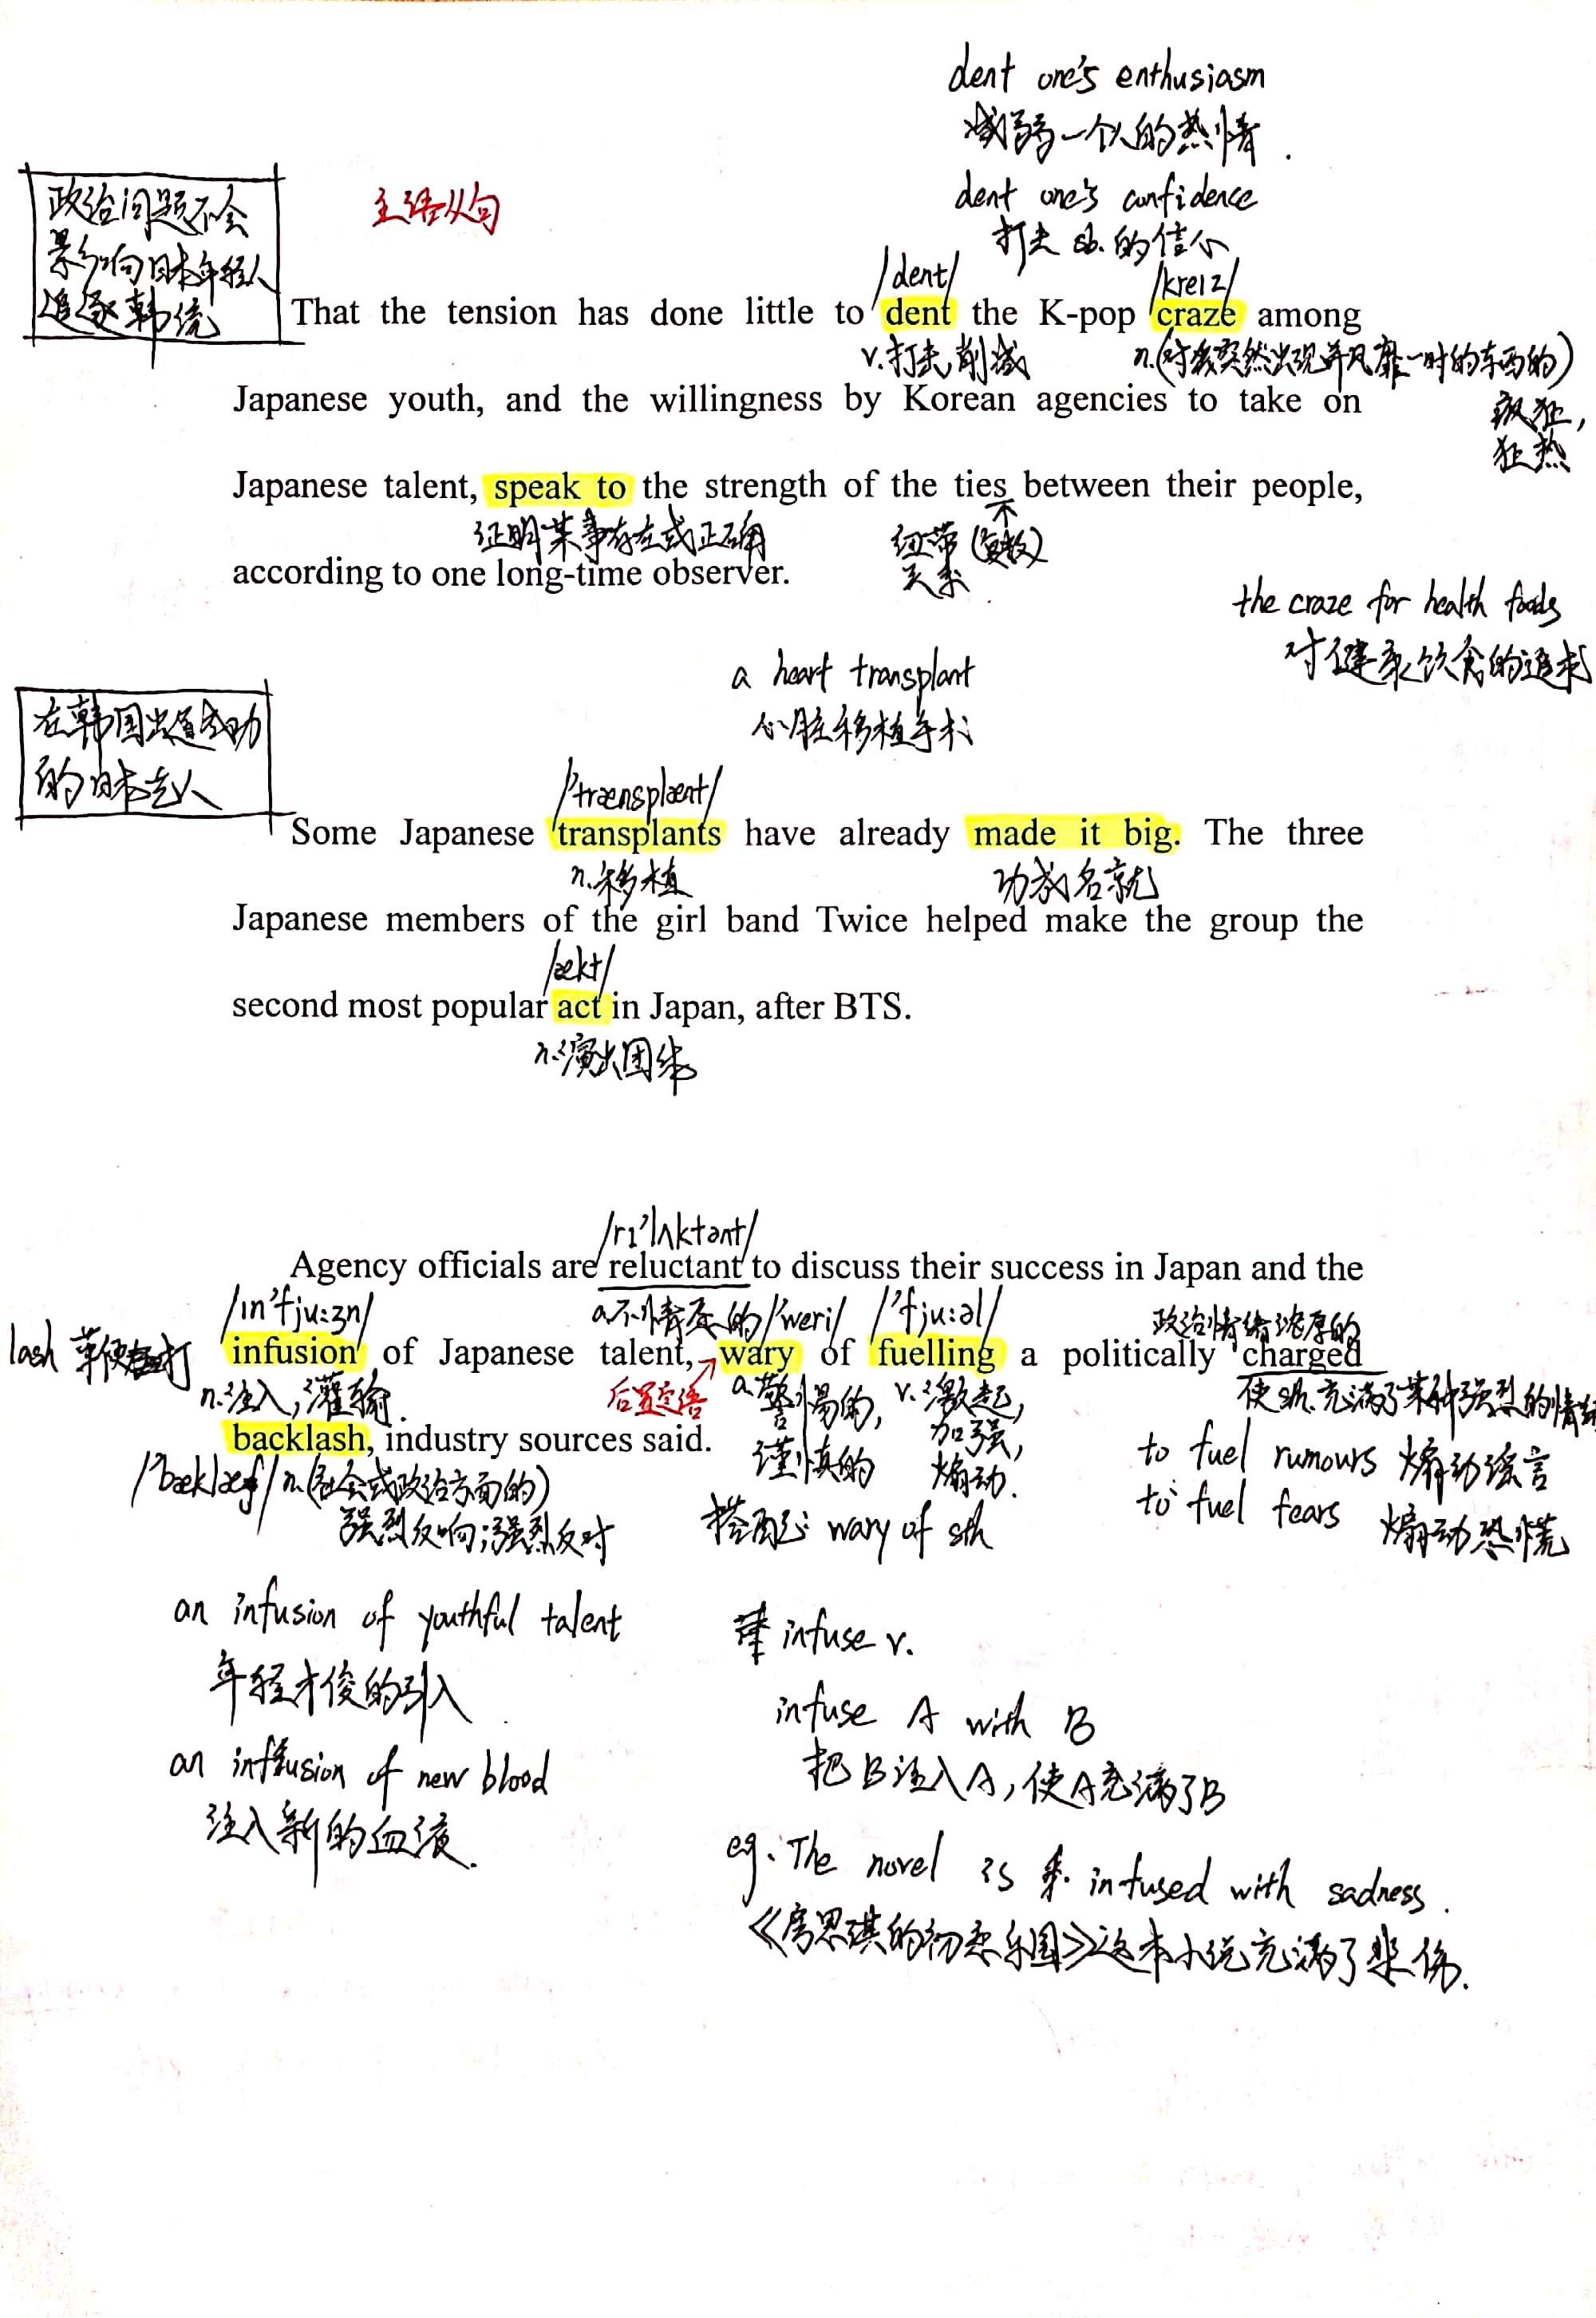 dent one's enthusiasm
减弱一个人的热情.
dent one's confidence
打击 sb. 的信心
政治问题不会
影响日本年轻人
追逐韩流
主语从句
/dent/ /kreɪz/
That the tension has done little to dent the K-pop craze among
v.打击,削减 n.(对突然出现并风靡一时的东西的)
疯狂,
狂热
Japanese youth, and the willingness by Korean agencies to take on
Japanese talent, speak to the strength of the ties between their people,
证明某事存在或正确 纽带(复数)
关系
according to one long-time observer.
the craze for health foods
对健康饮食的追求
a heart transplant
心脏移植手术
在韩国出道成功
的日本艺人
/'trænsplænt/
Some Japanese transplants have already made it big. The three
n.移植 功成名就
Japanese members of the girl band Twice helped make the group the
/ækt/
second most popular act in Japan, after BTS.
n.演出团体
/rɪ'lʌktənt/
Agency officials are reluctant to discuss their success in Japan and the
/ɪn'fju:ʒn/ a.不情愿的 /'weri/ /'fju:əl/ 政治情绪浓厚的
lash 鞭打
infusion of Japanese talent, wary of fuelling a politically charged
n.注入,灌输. 后置定语 a.警惕的, 谨慎的 v.激起, 加强, 煽动. 使sth.充满了某种强烈的情绪
backlash, industry sources said.
/'bæklæʃ/ n.(社会或政治方面的)
强烈反响;强烈反对
搭配: wary of sth
to fuel rumours 煽动谣言
to fuel fears 煽动恐慌
an infusion of youthful talent
年轻才俊的引入
an infusion of new blood
注入新的血液.
infuse v.
infuse A with B
把B注入A,使A充满了B
eg. The novel is infused with sadness.
《房思琪的初恋乐园》这本小说充满了悲伤.